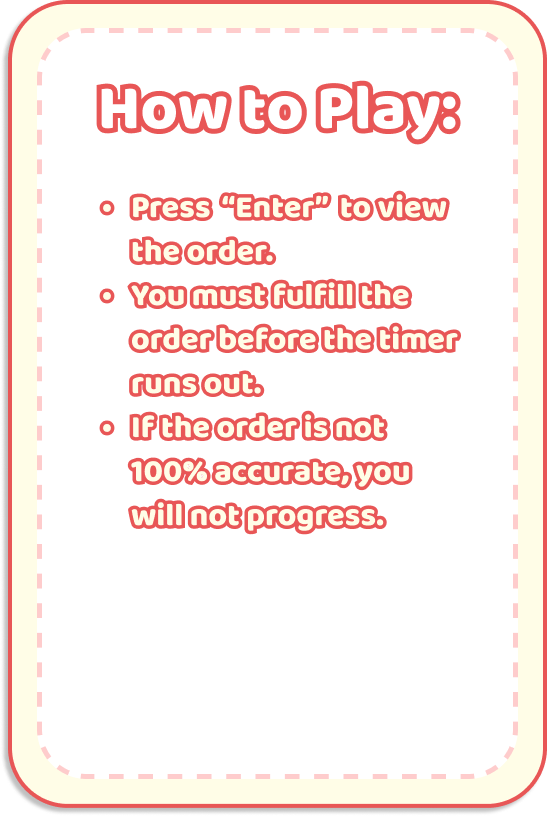 How to Play:
• Press “Enter” to view
the order.
• You must fulfill the
order before the timer
runs out.
• If the order is not
100% accurate, you
will not progress.